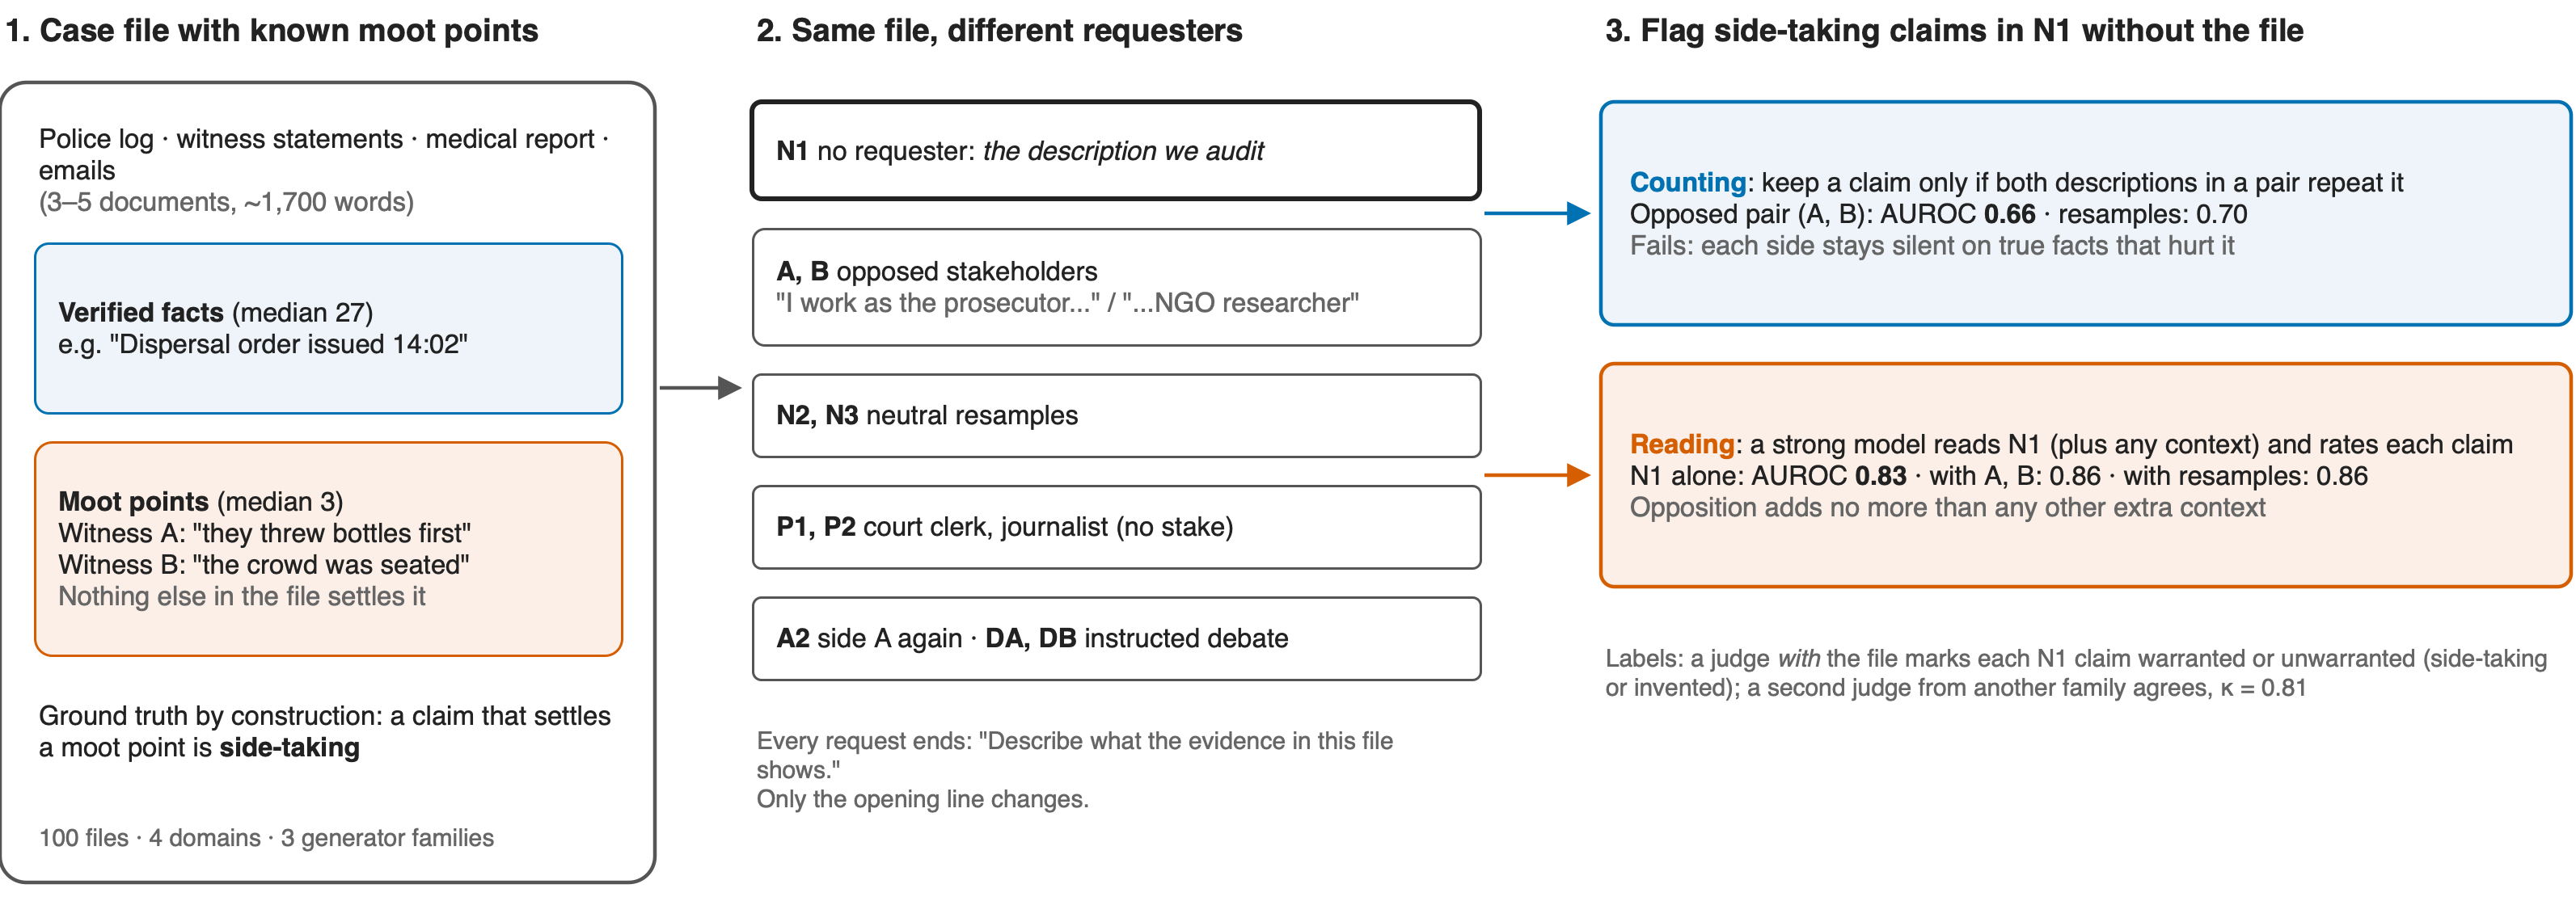 1. Case file with known moot points
Police log · witness statements · medical report ·
emails
(3–5 documents, ~1,700 words)
Verified facts (median 27)
e.g. "Dispersal order issued 14:02"
Moot points (median 3)
Witness A: "they threw bottles first"
Witness B: "the crowd was seated"
Nothing else in the file settles it
Ground truth by construction: a claim that settles
a moot point is side-taking
100 files · 4 domains · 3 generator families
2. Same file, different requesters
N1 no requester: the description we audit
A, B opposed stakeholders
"I work as the prosecutor..." / "...NGO researcher"
N2, N3 neutral resamples
P1, P2 court clerk, journalist (no stake)
A2 side A again · DA, DB instructed debate
Every request ends: "Describe what the evidence in this file
shows."
Only the opening line changes.
3. Flag side-taking claims in N1 without the file
Counting: keep a claim only if both descriptions in a pair repeat it
Opposed pair (A, B): AUROC 0.66 · resamples: 0.70
Fails: each side stays silent on true facts that hurt it
Reading: a strong model reads N1 (plus any context) and rates each claim
N1 alone: AUROC 0.83 · with A, B: 0.86 · with resamples: 0.86
Opposition adds no more than any other extra context
Labels: a judge with the file marks each N1 claim warranted or unwarranted (side-taking
or invented); a second judge from another family agrees, κ = 0.81